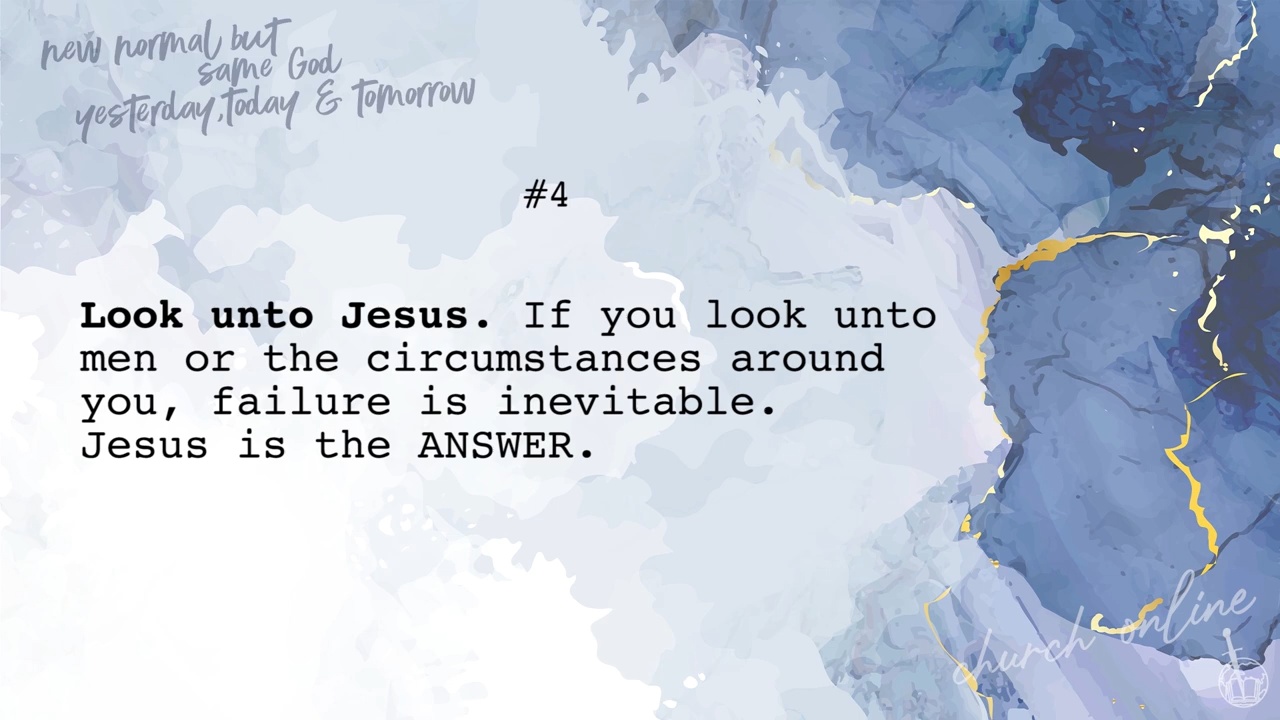 new normal but
same God
yesterday, today & tomorrow
#4
Look unto Jesus. If you look unto
men or the circumstances around
you, failure is inevitable.
Jesus is the ANSWER.
church online